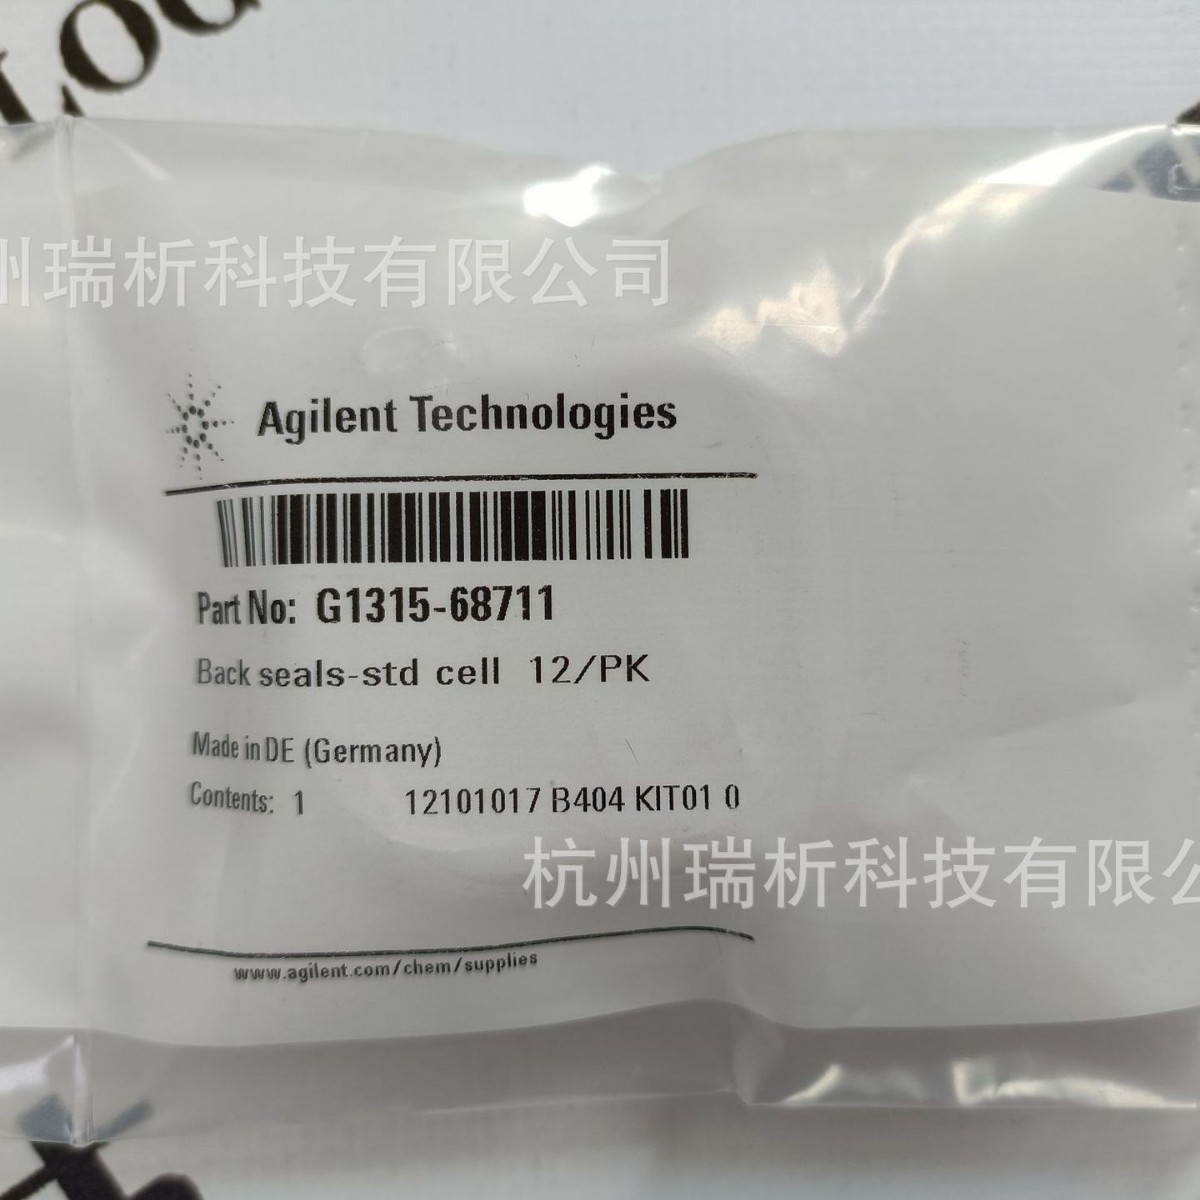 LOG
州瑞析科技有限公司
Agilent Technologies
Part No: G1315-68711
Back seals-std cell 12/PK
Made in DE (Germany)
Contents: 1 12101017 B404 KIT01 0
杭州瑞析科技有限公
www.agilent.com/chem/supplies